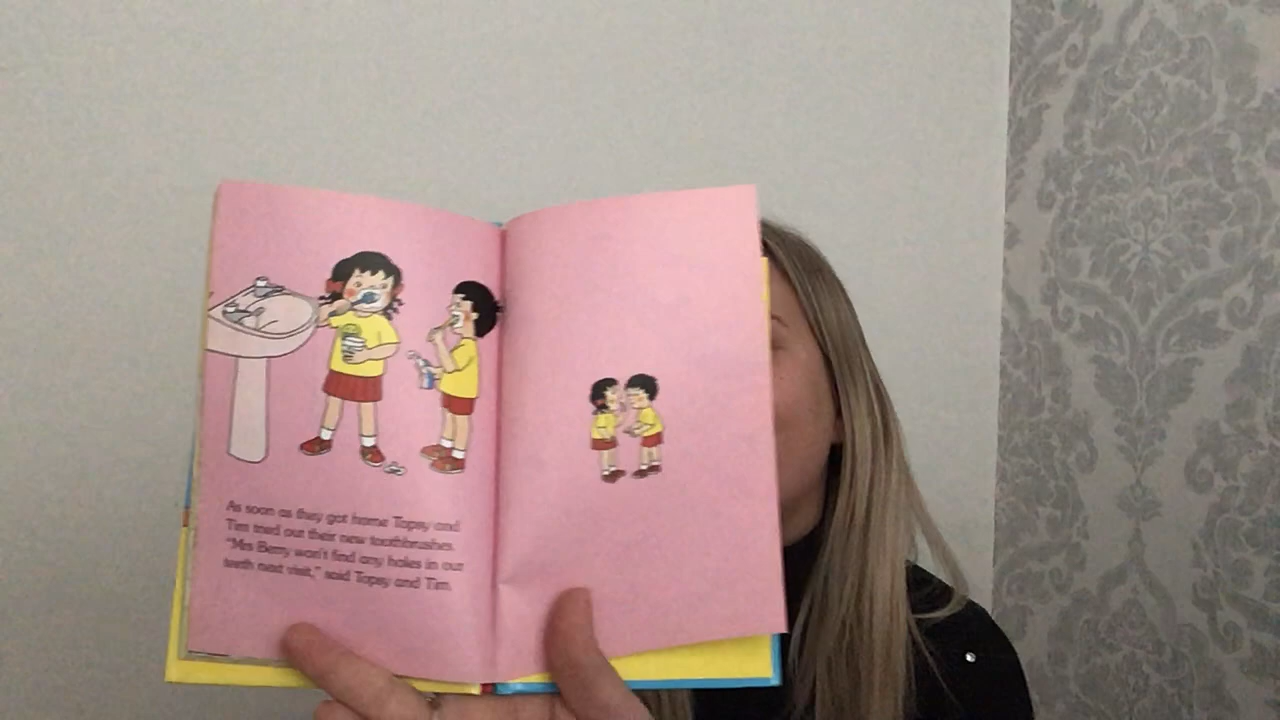 As soon as they got home Topsy and
Tim tried out their new toothbrushes.
"Mrs Berry won't find any holes in our
teeth next visit," said Topsy and Tim.